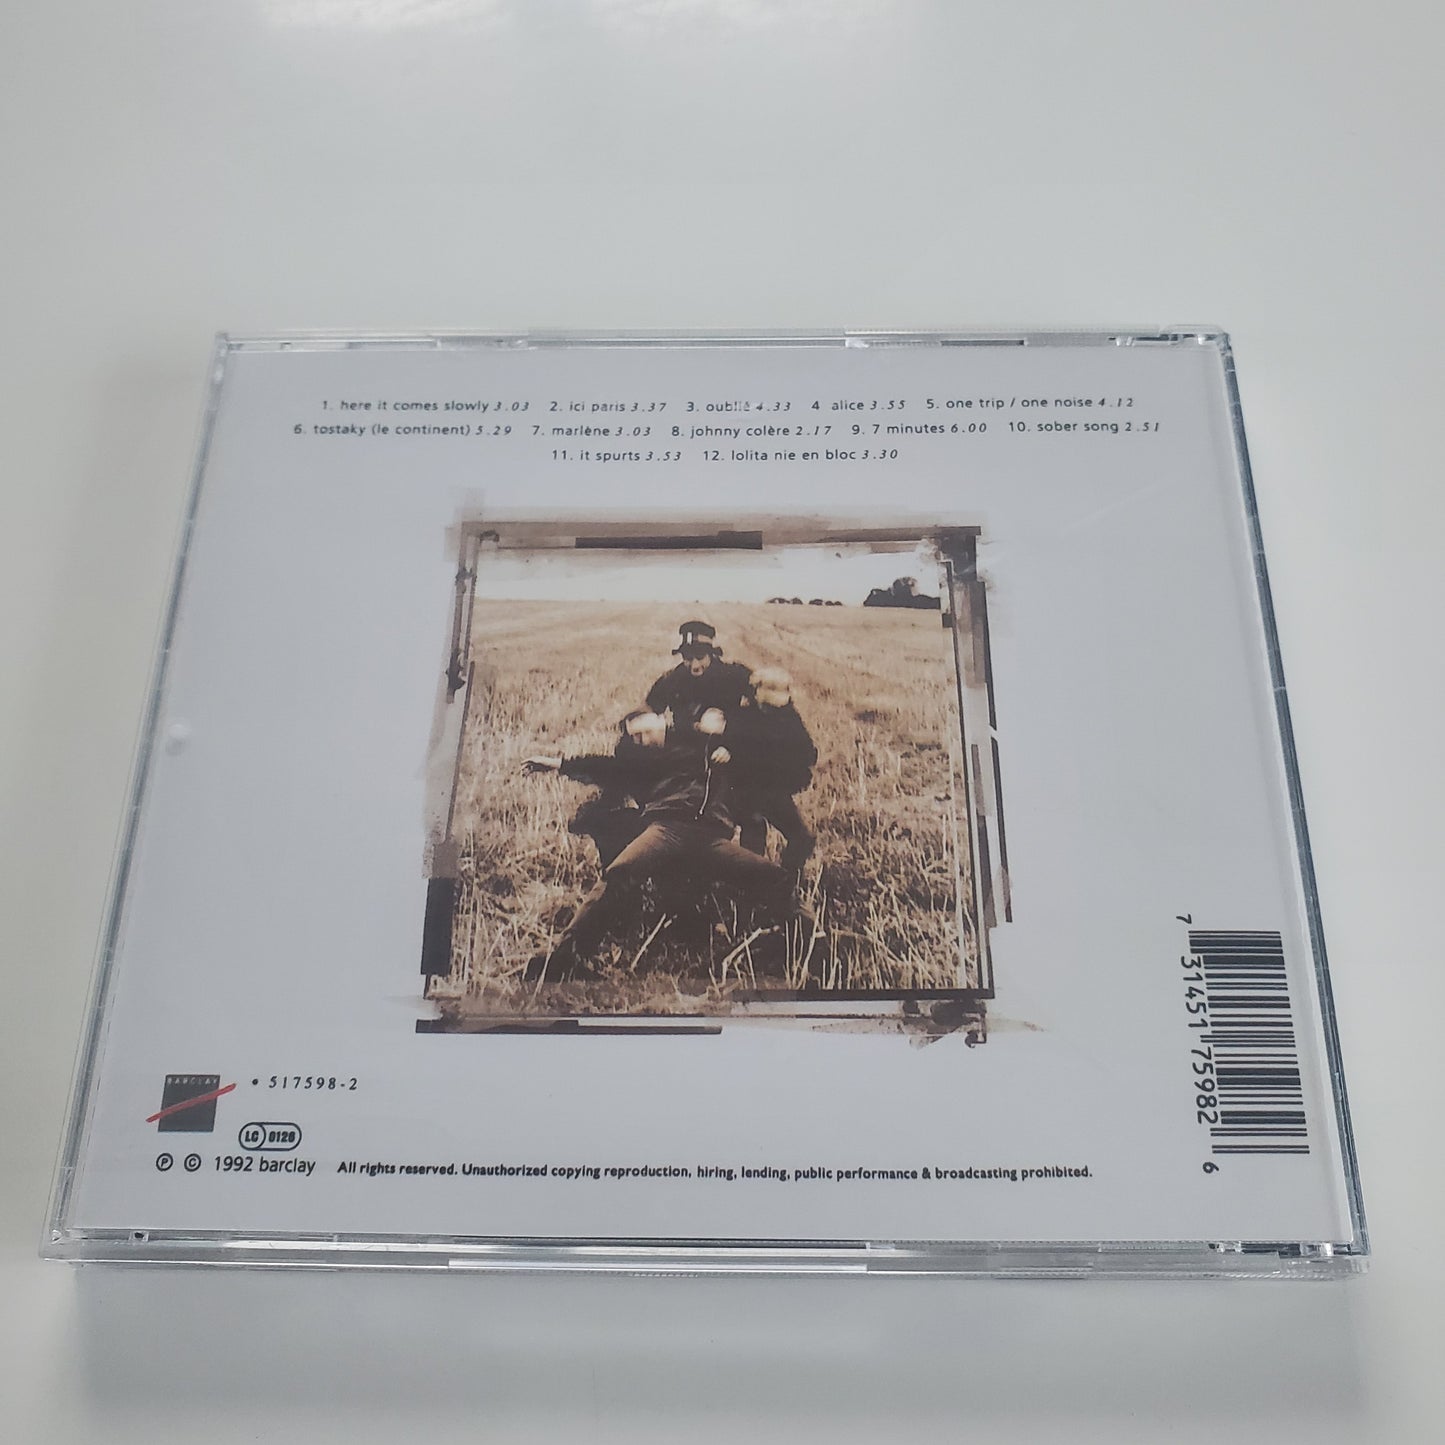 1. here it comes slowly 3.03 2. ici paris 3.37 3. oublié 4.33 4 alice 3.55 5. one trip / one noise 4.12
6. tostaky (le continent) 5.29 7. marlène 3.03 8. johnny colère 2.17 9. 7 minutes 6.00 10. sober song 2.51
11. it spurts 3.53 12. lolita nie en bloc 3.30
BARCLAY • 517598-2
LC 0126
℗ © 1992 barclay All rights reserved. Unauthorized copying reproduction, hiring, lending, public performance & broadcasting prohibited.
7 31451 75982 6